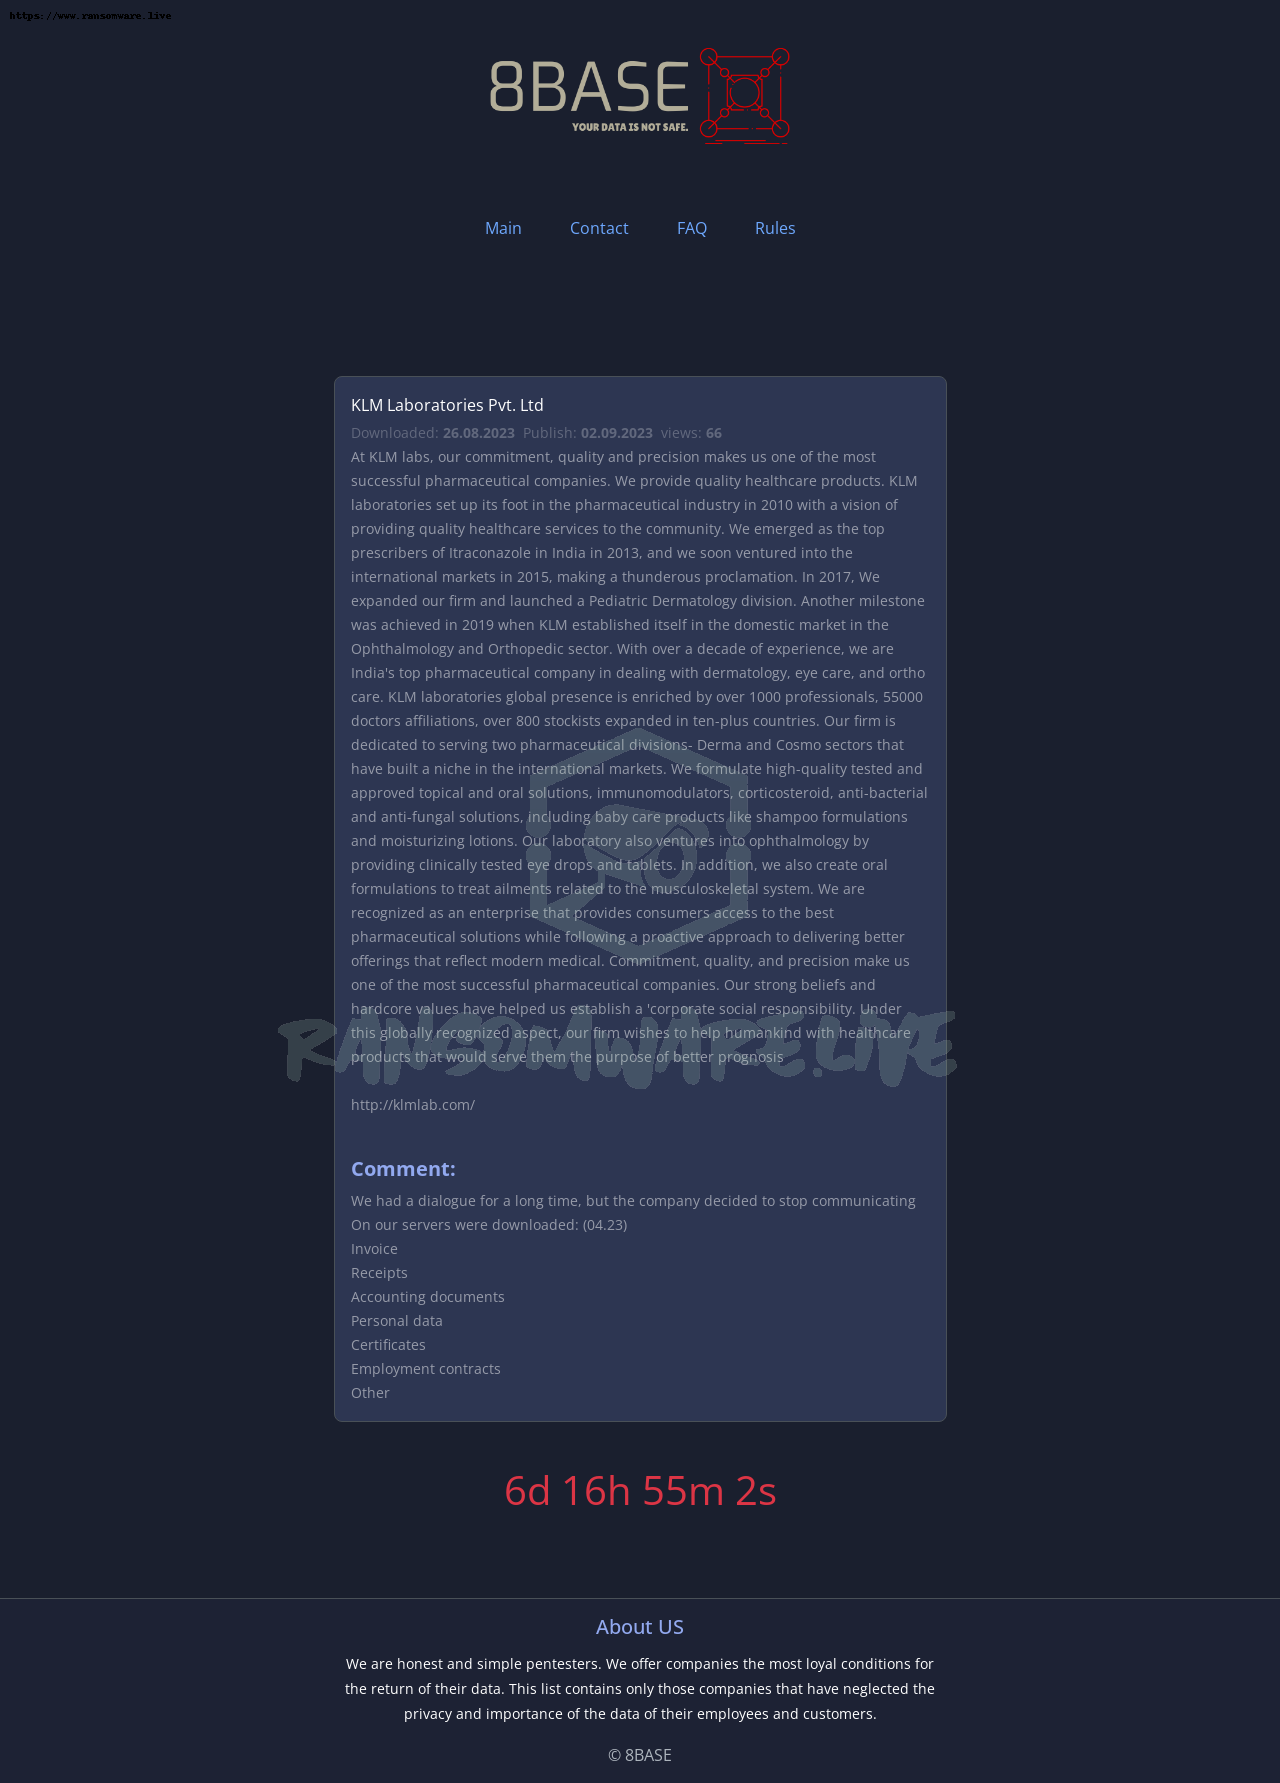 https://www.ransomware.live
8BASE
YOUR DATA IS NOT SAFE.
Main Contact FAQ Rules
KLM Laboratories Pvt. Ltd
Downloaded: 26.08.2023 Publish: 02.09.2023 views: 66
At KLM labs, our commitment, quality and precision makes us one of the most
successful pharmaceutical companies. We provide quality healthcare products. KLM
laboratories set up its foot in the pharmaceutical industry in 2010 with a vision of
providing quality healthcare services to the community. We emerged as the top
prescribers of Itraconazole in India in 2013, and we soon ventured into the
international markets in 2015, making a thunderous proclamation. In 2017, We
expanded our firm and launched a Pediatric Dermatology division. Another milestone
was achieved in 2019 when KLM established itself in the domestic market in the
Ophthalmology and Orthopedic sector. With over a decade of experience, we are
India's top pharmaceutical company in dealing with dermatology, eye care, and ortho
care. KLM laboratories global presence is enriched by over 1000 professionals, 55000
doctors affiliations, over 800 stockists expanded in ten-plus countries. Our firm is
dedicated to serving two pharmaceutical divisions- Derma and Cosmo sectors that
have built a niche in the international markets. We formulate high-quality tested and
approved topical and oral solutions, immunomodulators, corticosteroid, anti-bacterial
and anti-fungal solutions, including baby care products like shampoo formulations
and moisturizing lotions. Our laboratory also ventures into ophthalmology by
providing clinically tested eye drops and tablets. In addition, we also create oral
formulations to treat ailments related to the musculoskeletal system. We are
recognized as an enterprise that provides consumers access to the best
pharmaceutical solutions while following a proactive approach to delivering better
offerings that reflect modern medical. Commitment, quality, and precision make us
one of the most successful pharmaceutical companies. Our strong beliefs and
hardcore values have helped us establish a 'corporate social responsibility. Under
this globally recognized aspect, our firm wishes to help humankind with healthcare
products that would serve them the purpose of better prognosis
RANSOMWARE.LIVE
http://klmlab.com/
Comment:
We had a dialogue for a long time, but the company decided to stop communicating
On our servers were downloaded: (04.23)
Invoice
Receipts
Accounting documents
Personal data
Certificates
Employment contracts
Other
6d 16h 55m 2s
About US
We are honest and simple pentesters. We offer companies the most loyal conditions for
the return of their data. This list contains only those companies that have neglected the
privacy and importance of the data of their employees and customers.
© 8BASE